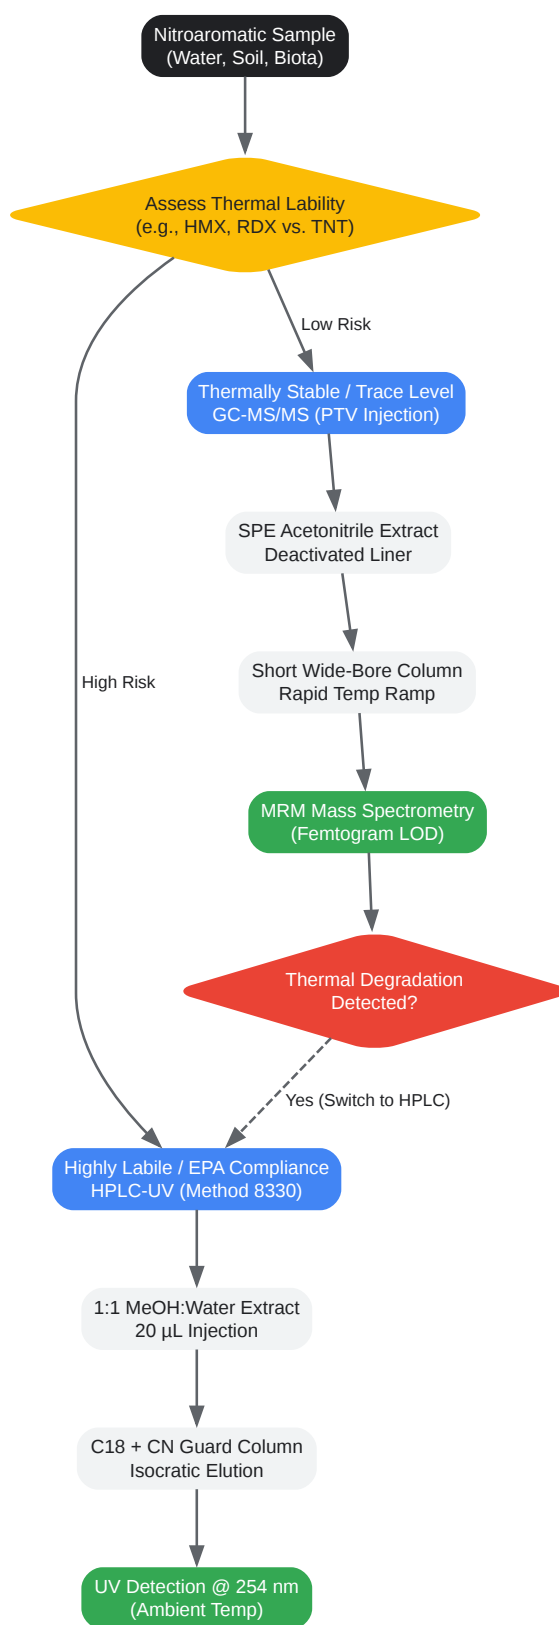 Nitroaromatic Sample
(Water, Soil, Biota)
Assess Thermal Lability
(e.g., HMX, RDX vs. TNT)
Low Risk
Thermally Stable / Trace Level
GC-MS/MS (PTV Injection)
SPE Acetonitrile Extract
Deactivated Liner
Short Wide-Bore Column
Rapid Temp Ramp
High Risk
MRM Mass Spectrometry
(Femtogram LOD)
Thermal Degradation
Detected?
Yes (Switch to HPLC)
Highly Labile / EPA Compliance
HPLC-UV (Method 8330)
1:1 MeOH:Water Extract
20 µL Injection
C18 + CN Guard Column
Isocratic Elution
UV Detection @ 254 nm
(Ambient Temp)